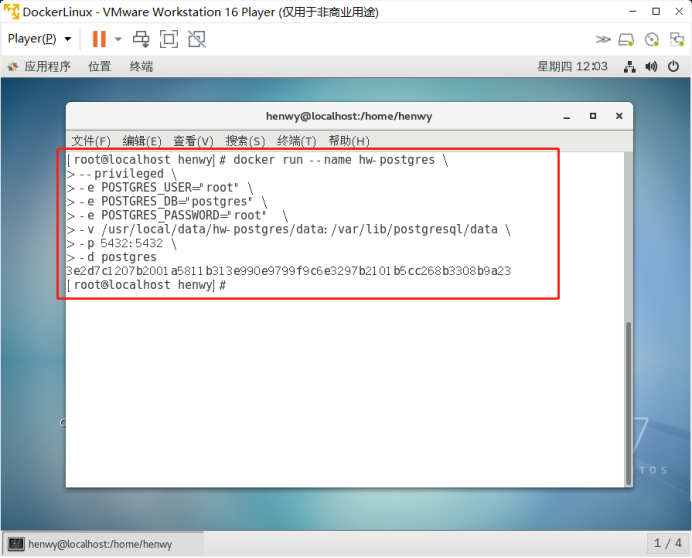 DockerLinux - VMware Workstation 16 Player (仅用于非商业用途)
Player(P)
应用程序 位置 终端 星期四 12:03
henwy@localhost:/home/henwy
文件(F) 编辑(E) 查看(V) 搜索(S) 终端(T) 帮助(H)
[root@localhost henwy]# docker run --name hw-postgres \
> --privileged \
> -e POSTGRES_USER="root" \
> -e POSTGRES_DB="postgres" \
> -e POSTGRES_PASSWORD="root"  \
> -v /usr/local/data/hw-postgres/data:/var/lib/postgresql/data \
> -p 5432:5432 \
> -d postgres
3e2d7c1207b2001a5811b313e990e9799f9c6e3297b2101b5cc268b3308b9a23
[root@localhost henwy]#
7
TOS
henwy@localhost:/home/henwy
1 / 4